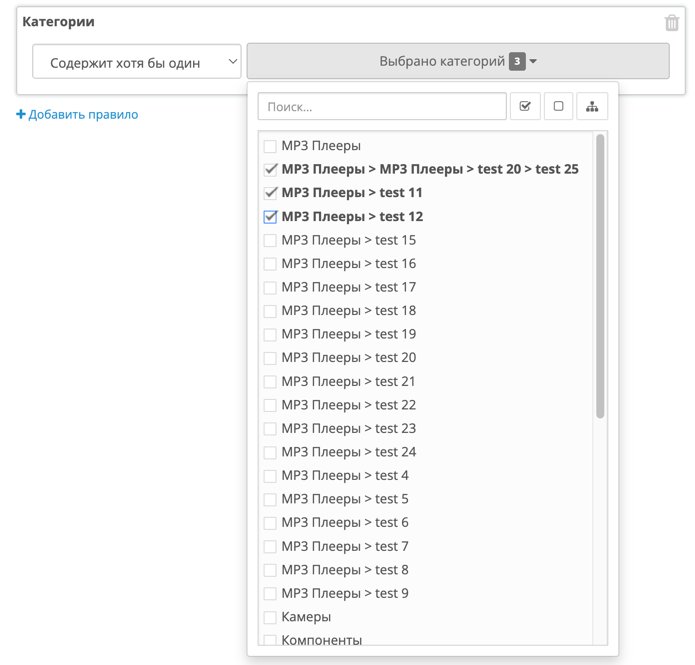 Категории
Содержит хотя бы один
Выбрано категорий 3
+ Добавить правило
Поиск...
MP3 Плееры
MP3 Плееры > MP3 Плееры > test 20 > test 25
MP3 Плееры > test 11
MP3 Плееры > test 12
MP3 Плееры > test 15
MP3 Плееры > test 16
MP3 Плееры > test 17
MP3 Плееры > test 18
MP3 Плееры > test 19
MP3 Плееры > test 20
MP3 Плееры > test 21
MP3 Плееры > test 22
MP3 Плееры > test 23
MP3 Плееры > test 24
MP3 Плееры > test 4
MP3 Плееры > test 5
MP3 Плееры > test 6
MP3 Плееры > test 7
MP3 Плееры > test 8
MP3 Плееры > test 9
Камеры
Компоненты